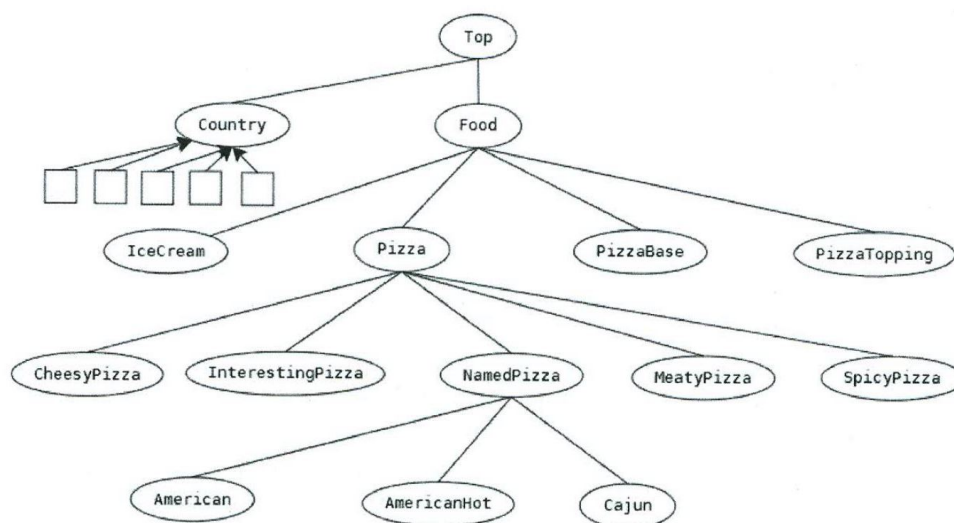 Top
Country
Food
IceCream
Pizza
PizzaBase
PizzaTopping
CheesyPizza
InterestingPizza
NamedPizza
MeatyPizza
SpicyPizza
American
AmericanHot
Cajun